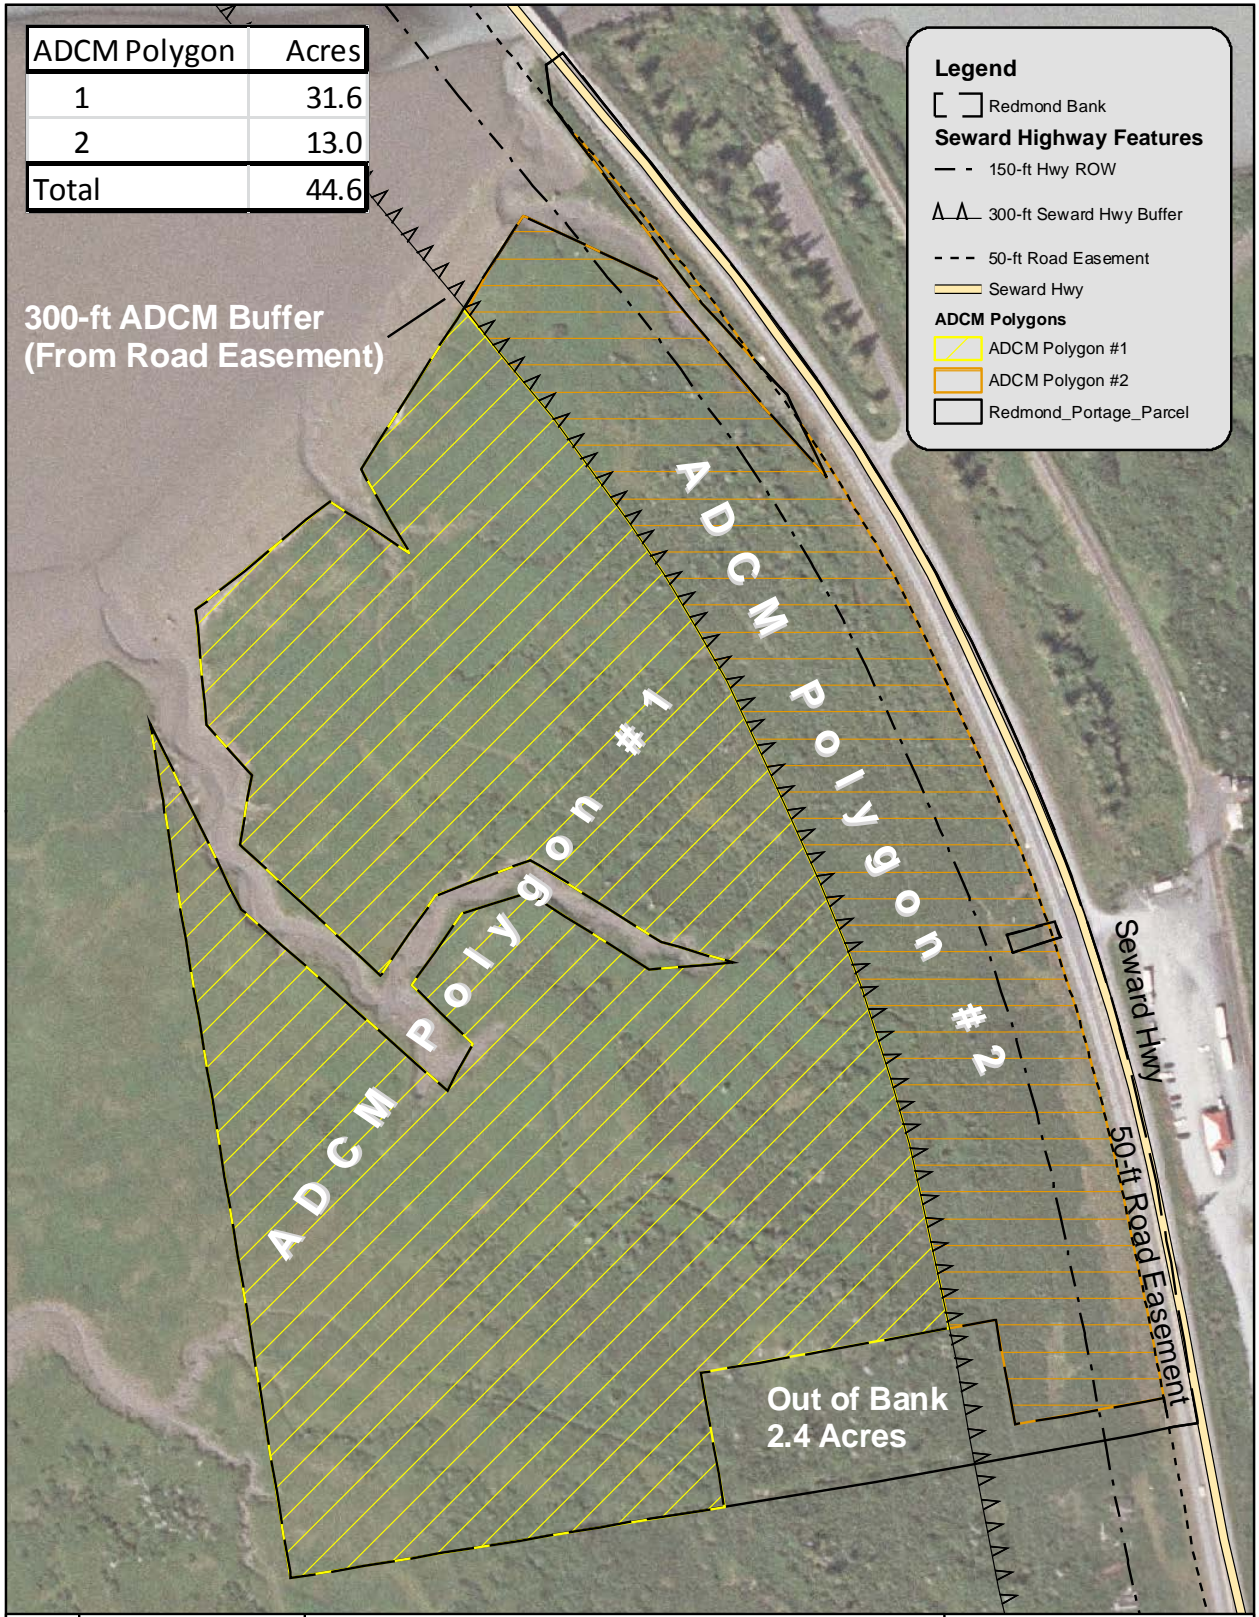 ADCM Polygon Acres
1 31.6
2 13.0
Total 44.6
Legend
Redmond Bank
Seward Highway Features
150-ft Hwy ROW
300-ft Seward Hwy Buffer
50-ft Road Easement
Seward Hwy
ADCM Polygons
ADCM Polygon #1
ADCM Polygon #2
Redmond_Portage_Parcel
300-ft ADCM Buffer
(From Road Easement)
ADCM Polygon #1
ADCM Polygon #2
Seward Hwy
50-ft Road Easement
Out of Bank
2.4 Acres